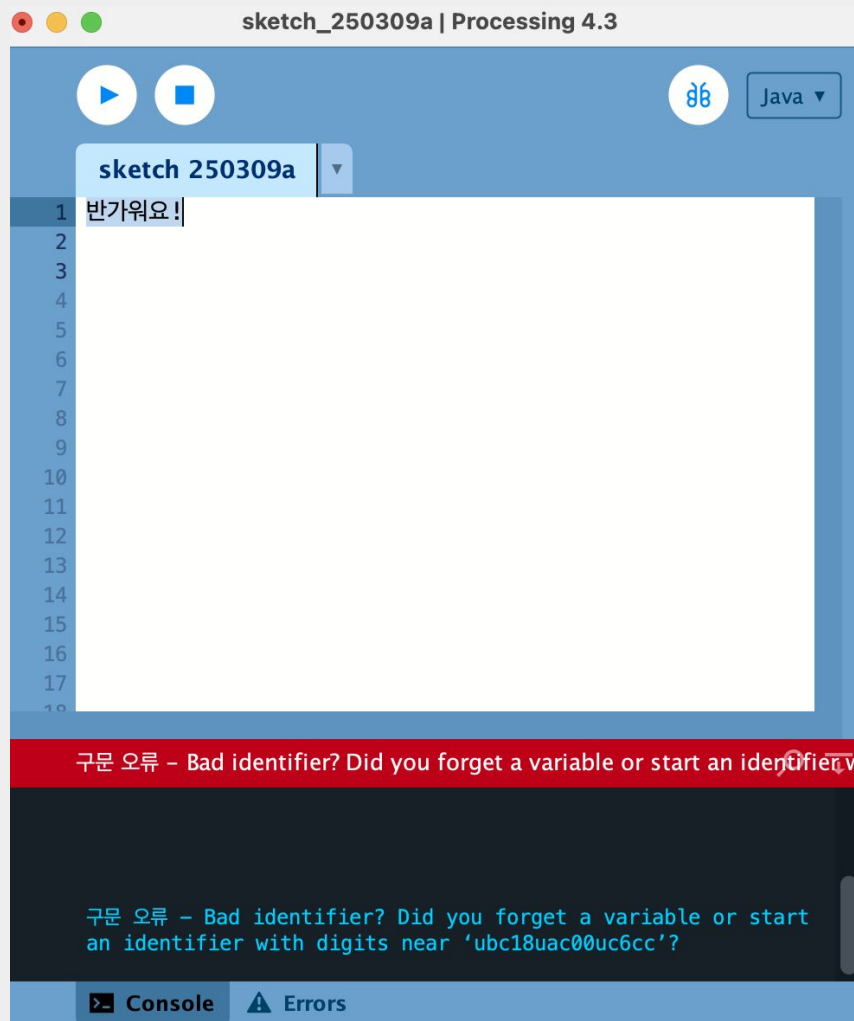 sketch_250309a | Processing 4.3
Java ▼
sketch 250309a ▼
1 반가워요!
2
3
4
5
6
7
8
9
10
11
12
13
14
15
16
17
18
구문 오류 – Bad identifier? Did you forget a variable or start an identifier w
구문 오류 – Bad identifier? Did you forget a variable or start
an identifier with digits near ‘ubc18uac00uc6cc’?
Console Errors